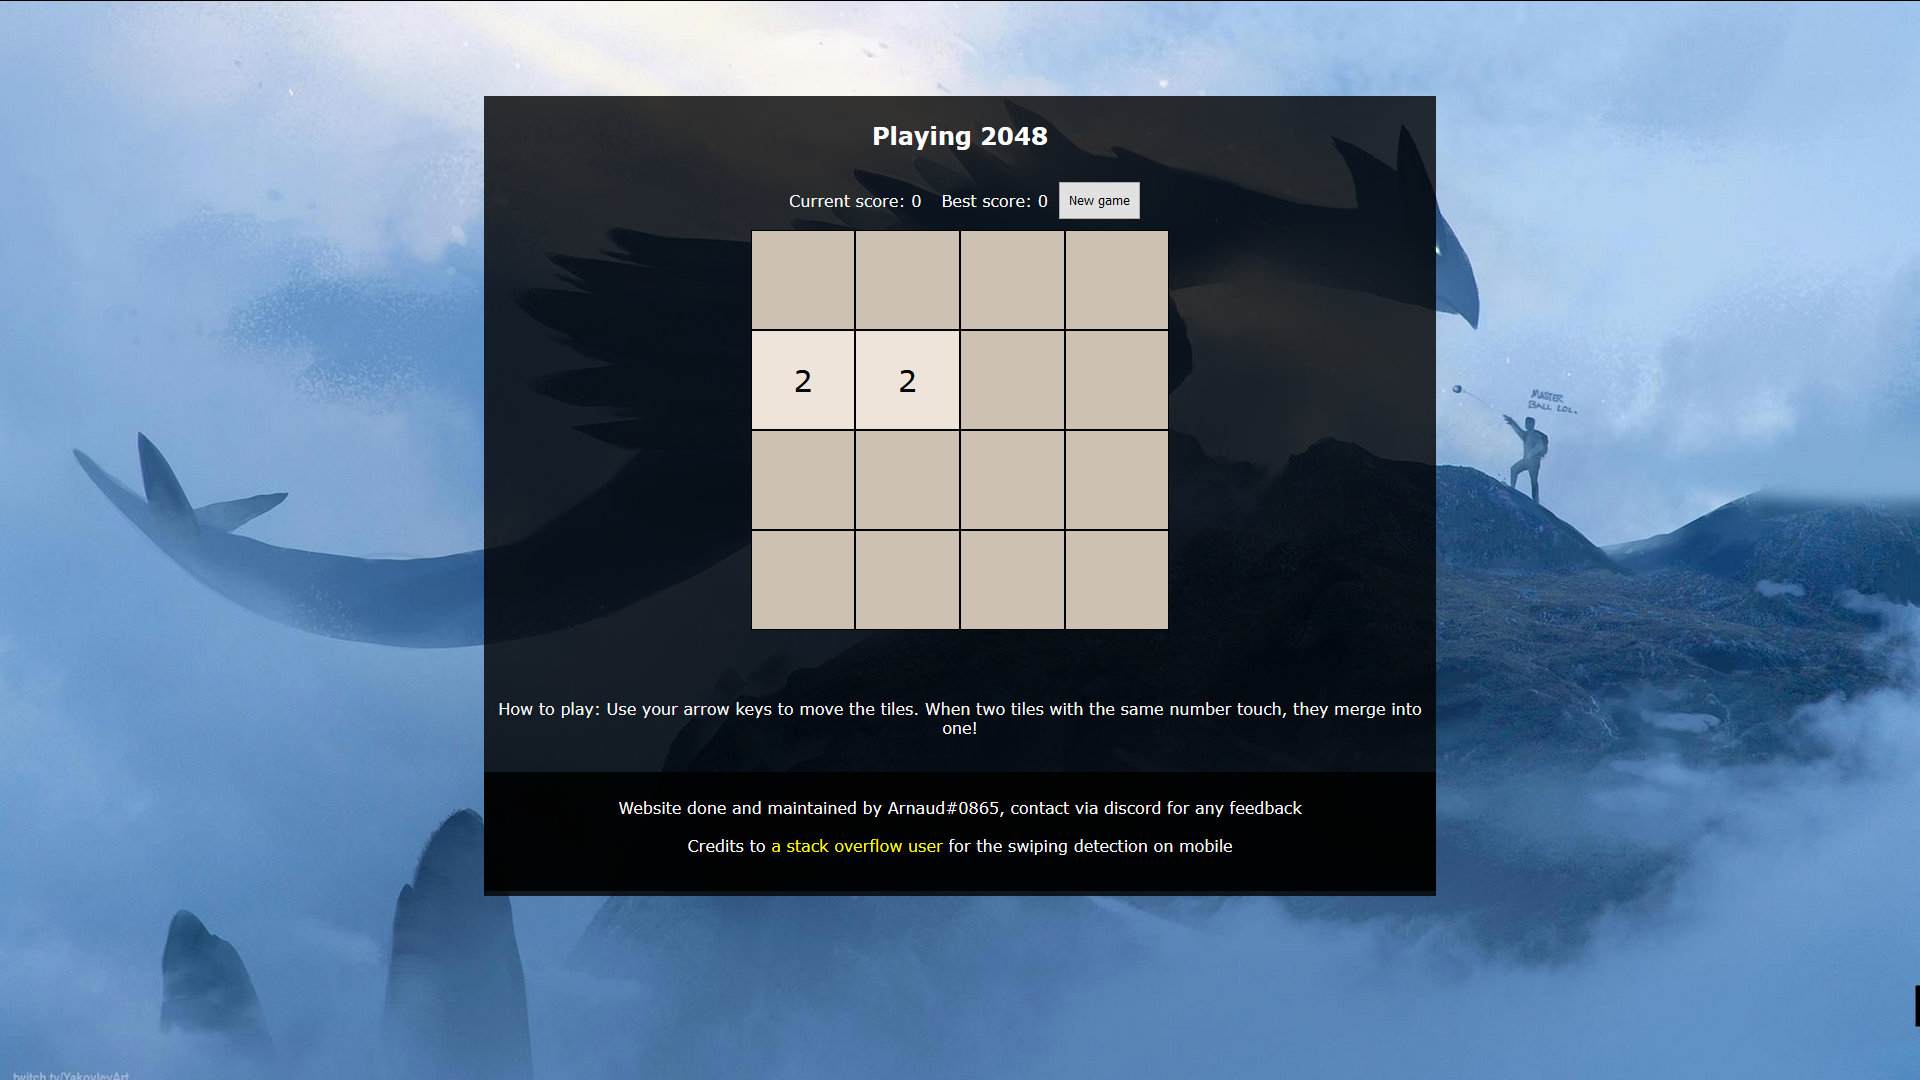 Playing 2048
Current score: 0 Best score: 0 New game
2 2
MASTER
BALL LOL.
How to play: Use your arrow keys to move the tiles. When two tiles with the same number touch, they merge into
one!
Website done and maintained by Arnaud#0865, contact via discord for any feedback
Credits to a stack overflow user for the swiping detection on mobile
twitch.tv/YakovlevArt